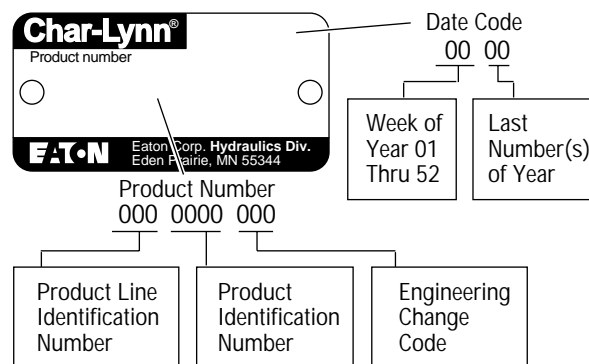 Char-Lynn®
Product number
EATON
Eaton Corp. Hydraulics Div.
Eden Prairie, MN 55344
Date Code
00 00
Week of
Year 01
Thru 52
Last
Number(s)
of Year
Product Number
000 0000 000
Product Line
Identification
Number
Product
Identification
Number
Engineering
Change
Code